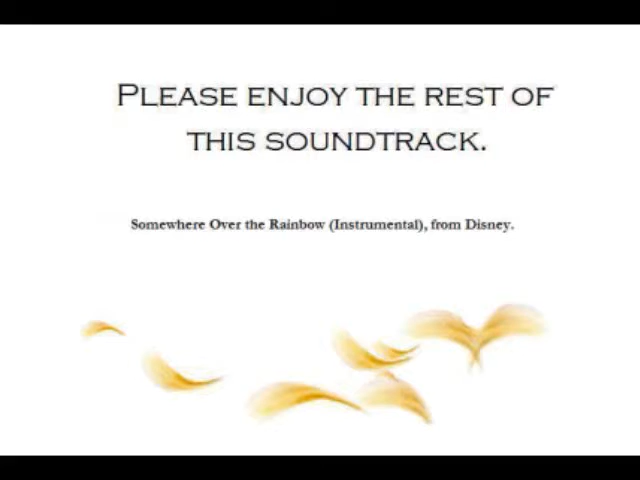 PLEASE ENJOY THE REST OF
THIS SOUNDTRACK.
Somewhere Over the Rainbow (Instrumental), from Disney.